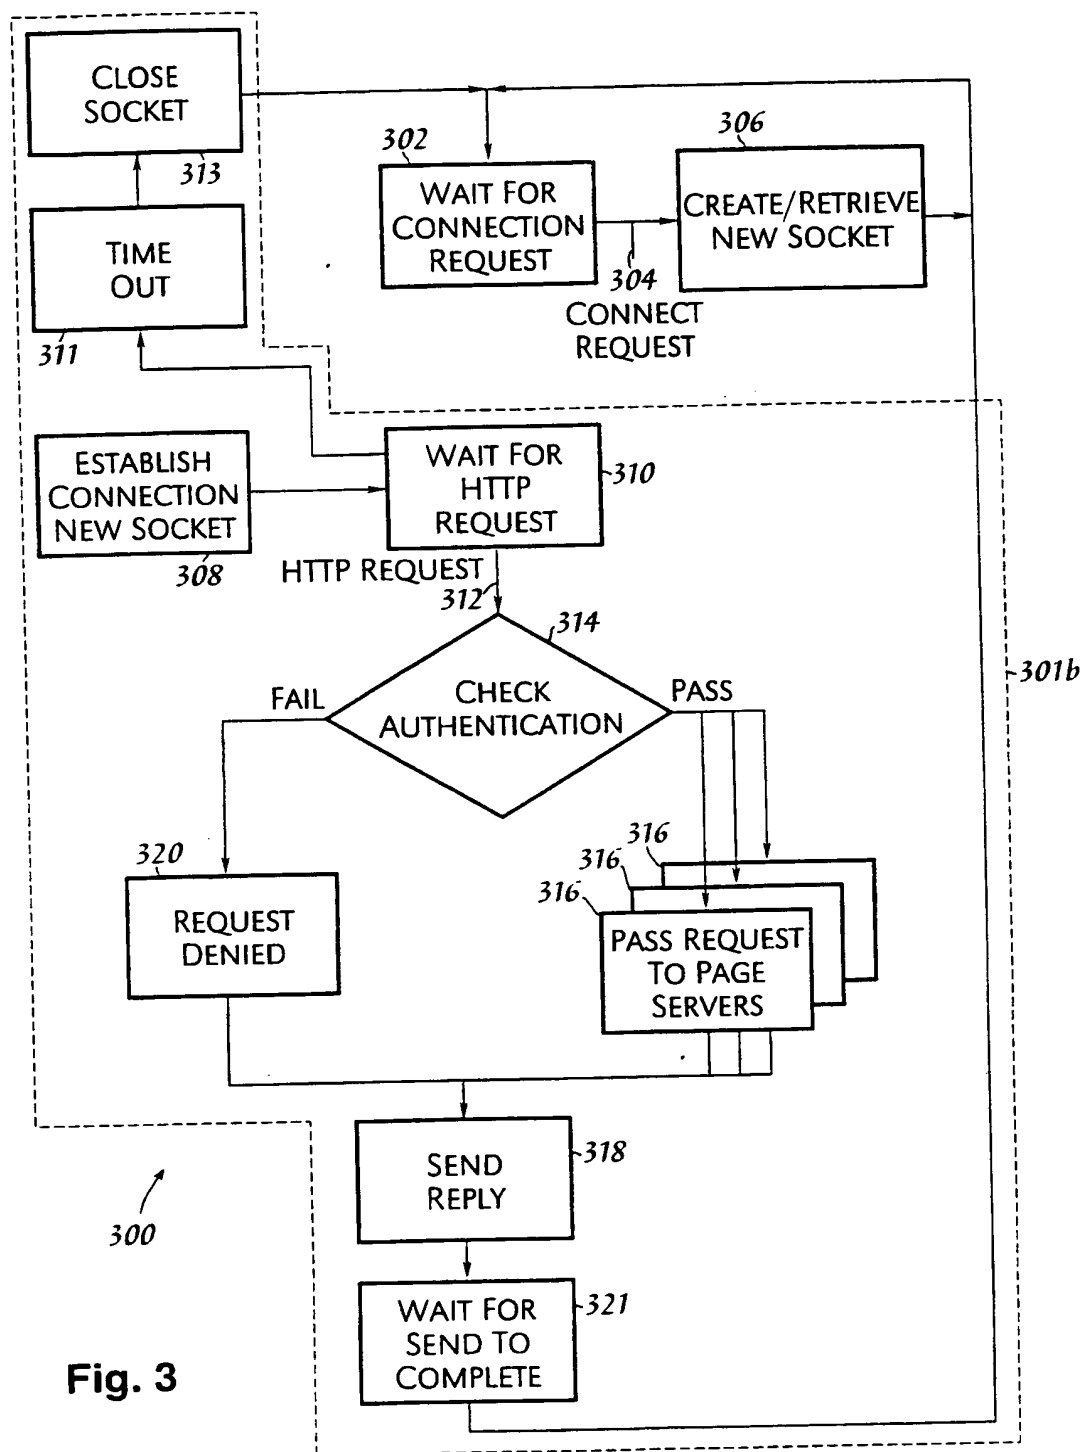 CLOSE
SOCKET
313
302
306
WAIT FOR
CONNECTION
REQUEST
CREATE/RETRIEVE
NEW SOCKET
304
CONNECT
REQUEST
TIME
OUT
311
ESTABLISH
CONNECTION
NEW SOCKET
308
WAIT FOR
HTTP
REQUEST
310
HTTP REQUEST
312
314
CHECK
AUTHENTICATION
FAIL
PASS
301b
320
REQUEST
DENIED
316
316
316
PASS REQUEST
TO PAGE
SERVERS
SEND
REPLY
318
300
WAIT FOR
SEND TO
COMPLETE
321
Fig. 3